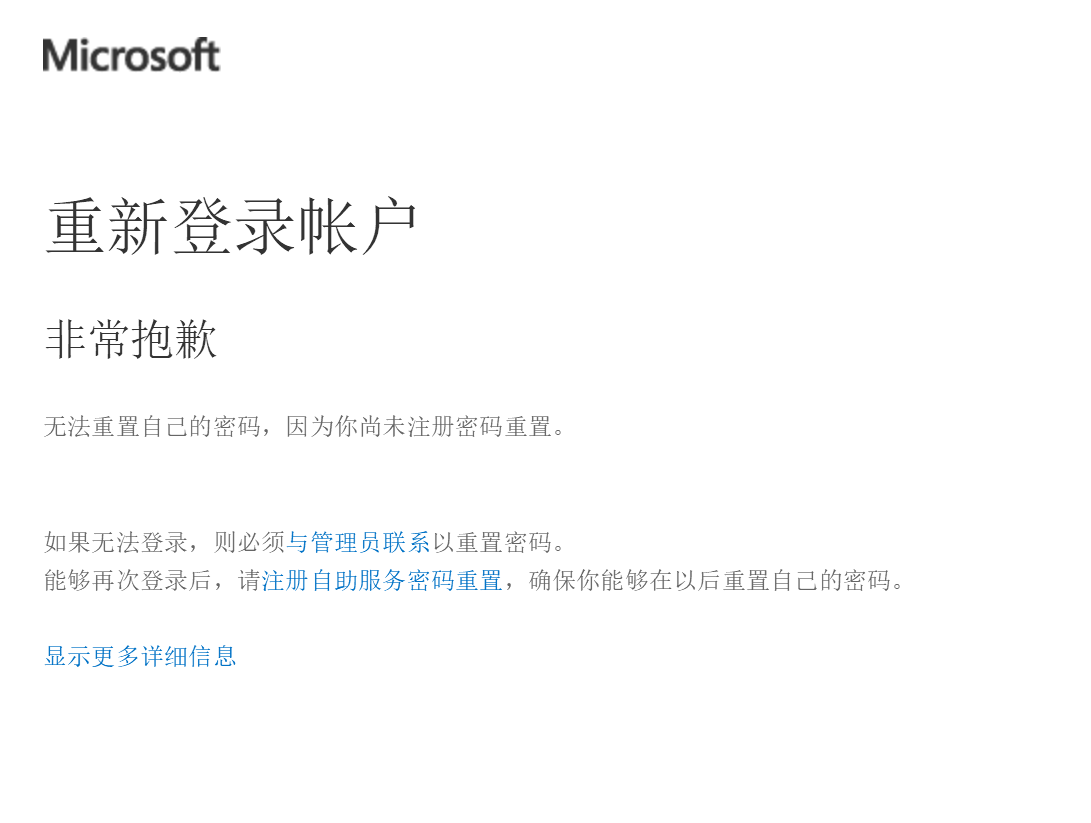 Microsoft
重新登录帐户
非常抱歉
无法重置自己的密码，因为你尚未注册密码重置。
如果无法登录，则必须与管理员联系以重置密码。
能够再次登录后，请注册自助服务密码重置，确保你能够在以后重置自己的密码。
显示更多详细信息